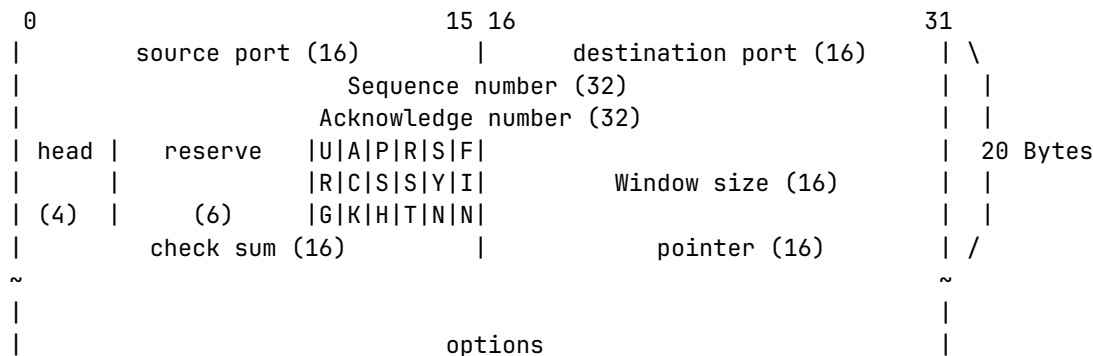 0                             15 16                              31
|        source port (16)        |      destination port (16)     | \
|                       Sequence number (32)                      |  |
|                     Acknowledge number (32)                     |  |
| head |   reserve   |U|A|P|R|S|F|                                |  20 Bytes
|      |             |R|C|S|S|Y|I|         Window size (16)       |  |
| (4)  |     (6)     |G|K|H|T|N|N|                                |  |
|         check sum (16)         |            pointer (16)        | /
~                                                                 ~
|                                                                 |
|                              options                            |